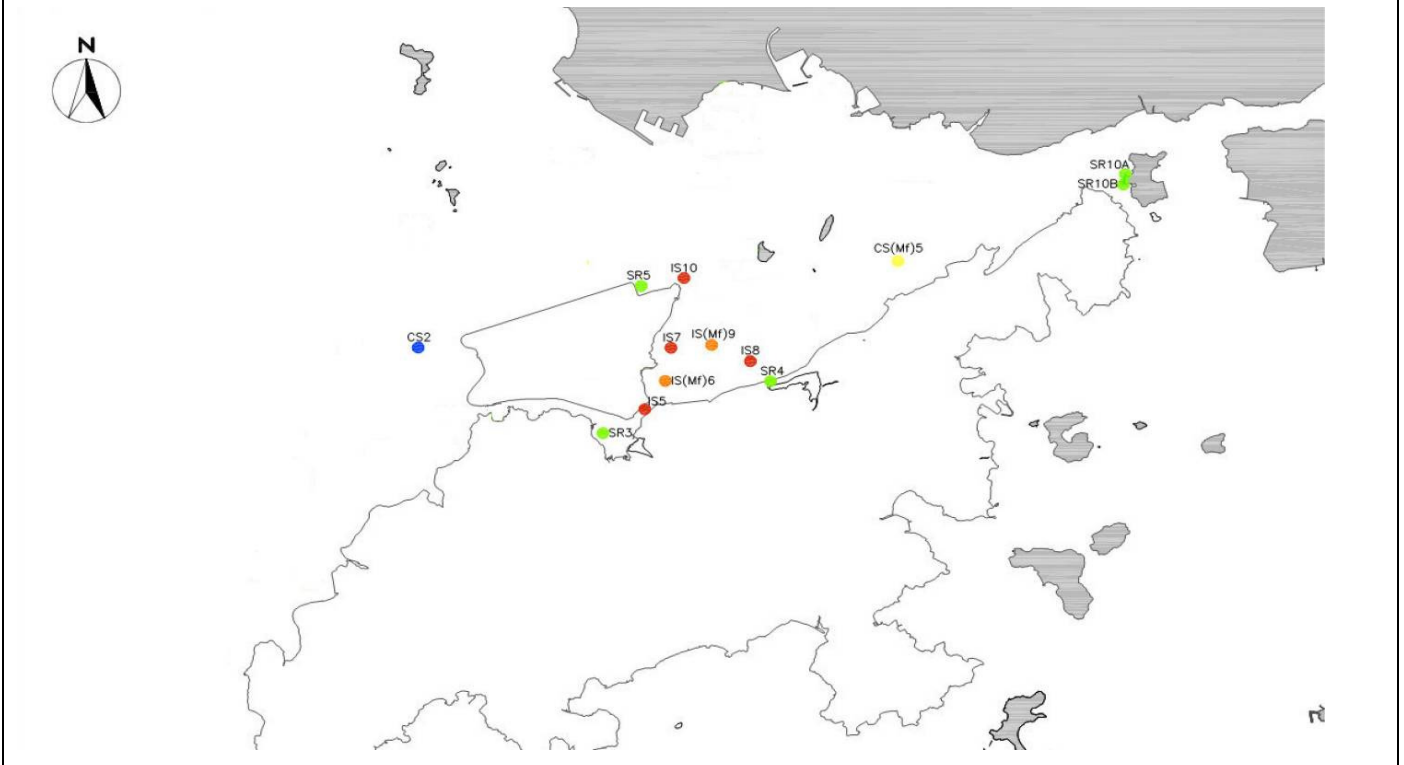 N
SR10A
SR10B
CS(Mf)5
IS10
SR5
CS2
IS7
IS(Mf)9
IS8
SR4
IS(Mf)6
IS5
SR3